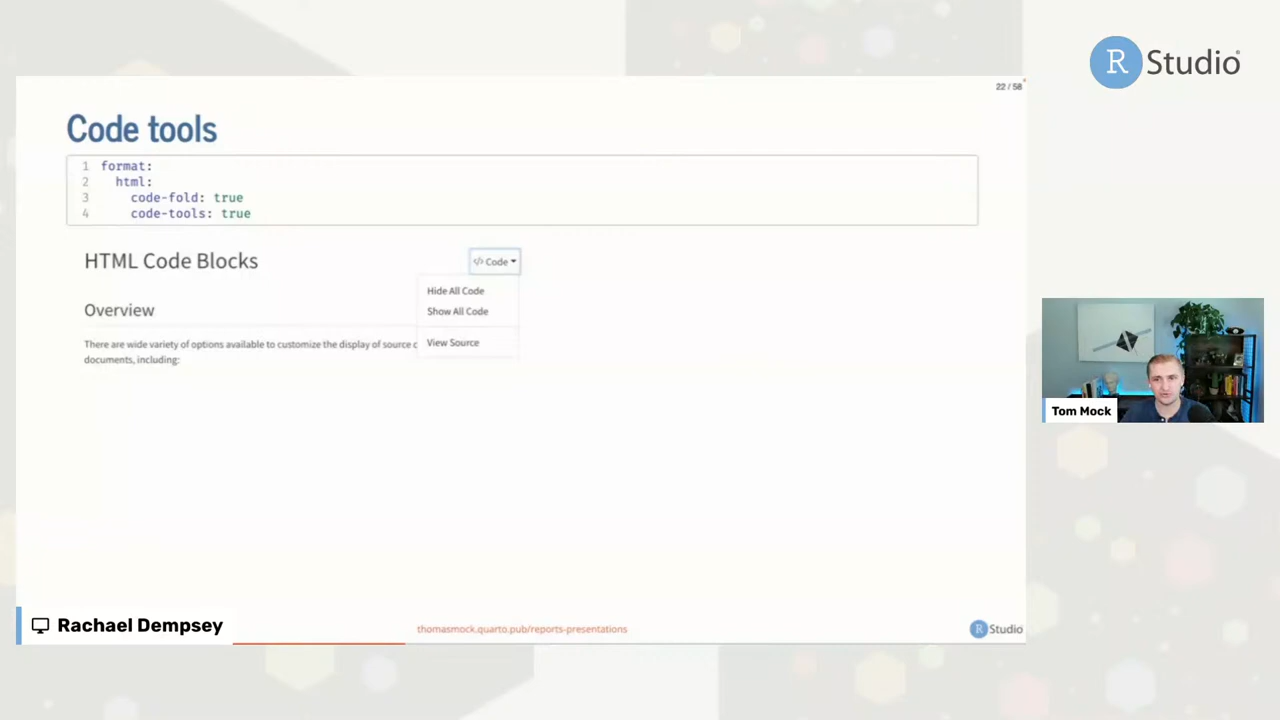 R Studio
22 / 58
Code tools
1 format:
2 html:
3 code-fold: true
4 code-tools: true
HTML Code Blocks
</> Code
Hide All Code
Show All Code
View Source
Overview
There are wide variety of options available to customize the display of source c
documents, including:
Tom Mock
Rachael Dempsey
thomasmock.quarto.pub/reports-presentations
R Studio